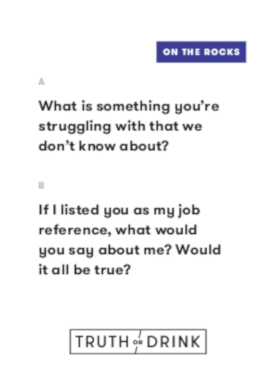 ON THE ROCKS
A
What is something you're
struggling with that we
don't know about?
B
If I listed you as my job
reference, what would
you say about me? Would
it all be true?
TRUTH OR DRINK